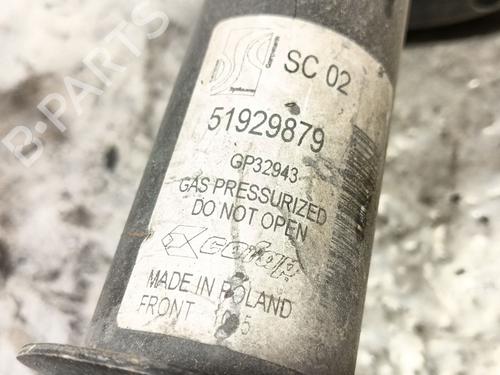 SC 02
51929879
GP32943
GAS PRESSURIZED
DO NOT OPEN
MADE IN POLAND
FRONT
B-PARTS